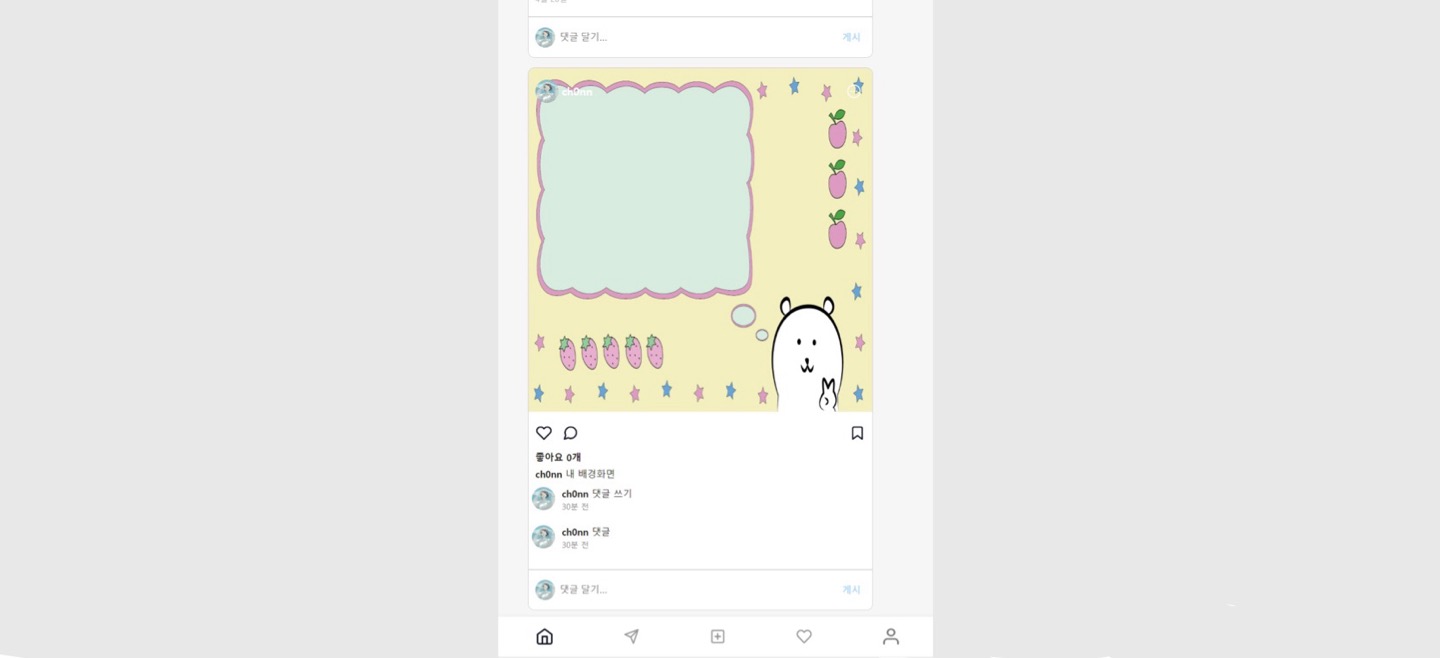 댓글 달기...
게시
ch0nn
좋아요 0개
ch0nn 내 배경화면
ch0nn 댓글 쓰기
30분 전
ch0nn 댓글
30분 전
댓글 달기...
게시